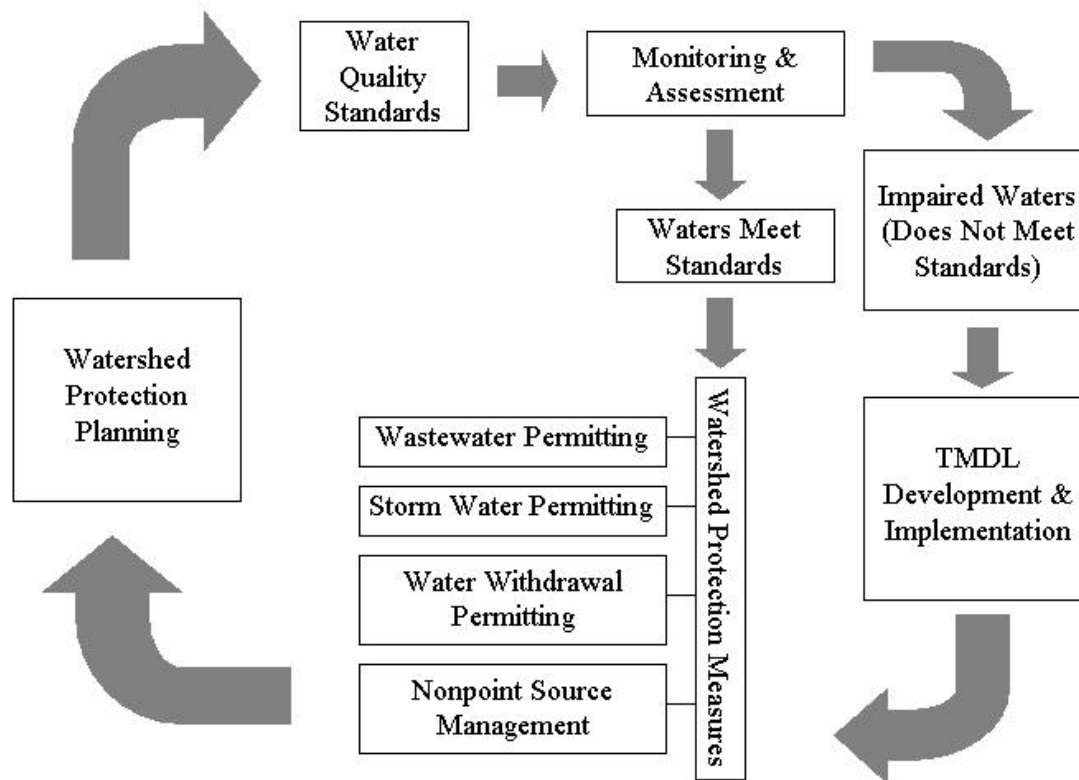 Water
Quality
Standards
Monitoring &
Assessment
Impaired Waters
(Does Not Meet
Standards)
Waters Meet
Standards
Watershed
Protection
Planning
Watershed Protection Measures
Wastewater Permitting
Storm Water Permitting
Water Withdrawal
Permitting
Nonpoint Source
Management
TMDL
Development &
Implementation